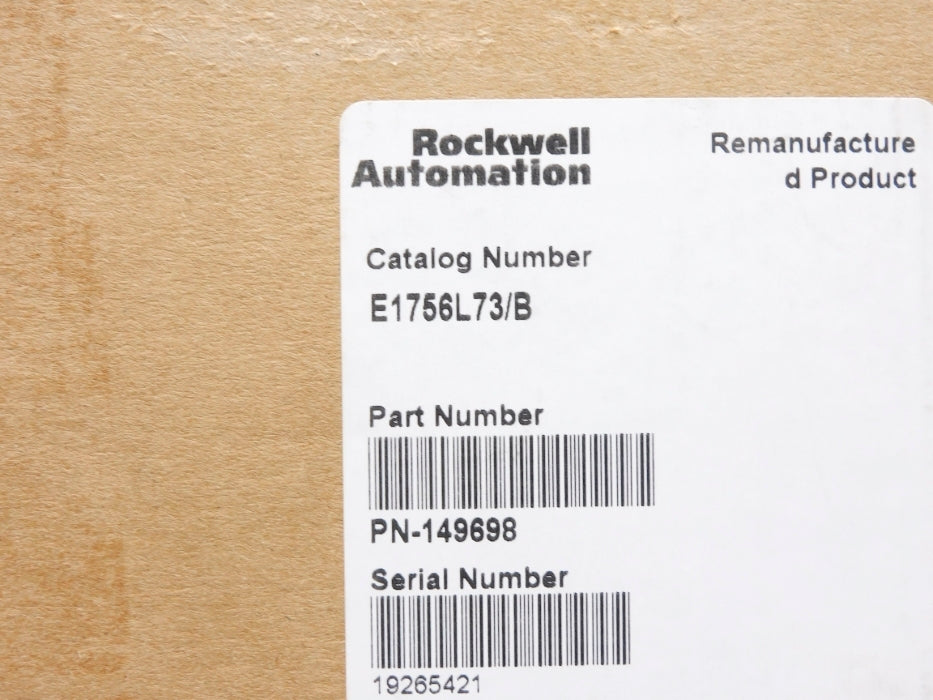 Rockwell
Automation
Remanufacture
d Product
Catalog Number
E1756L73/B
Part Number
PN-149698
Serial Number
19265421